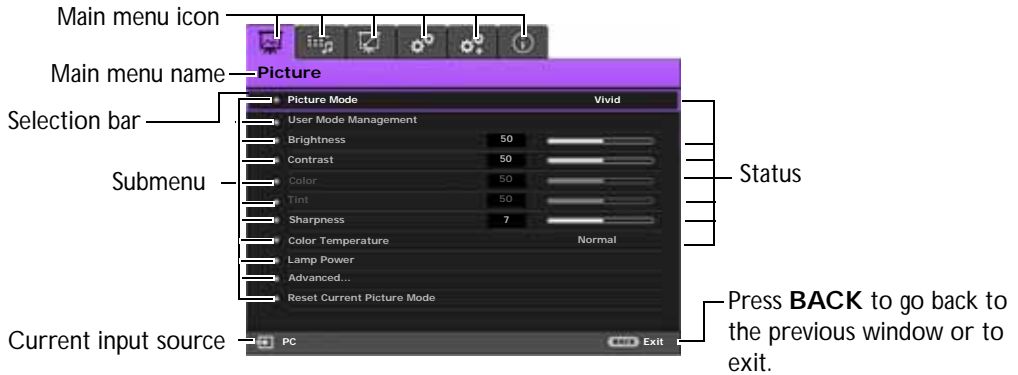 Main menu icon
Main menu name
Picture
Picture Mode Vivid
Selection bar
User Mode Management
Brightness 50
Contrast 50
Submenu
Color 50
Status
Tint 50
Sharpness 7
Color Temperature Normal
Lamp Power
Advanced...
Reset Current Picture Mode
Current input source
PC
Exit
Press BACK to go back to
the previous window or to
exit.